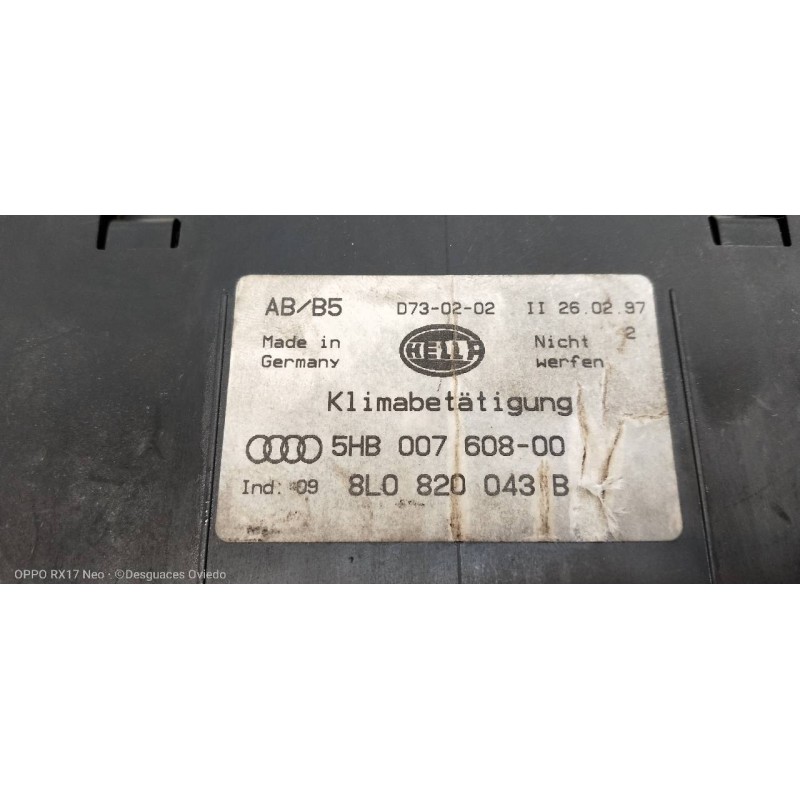 AB/B5 D73-02-02 II 26.02.97
2
Made in Germany
HELLA
Nicht werfen
Klimabetätigung
5HB 007 608-00
Ind: 09 8L0 820 043 B
OPPO RX17 Neo · ©Desguaces Oviedo